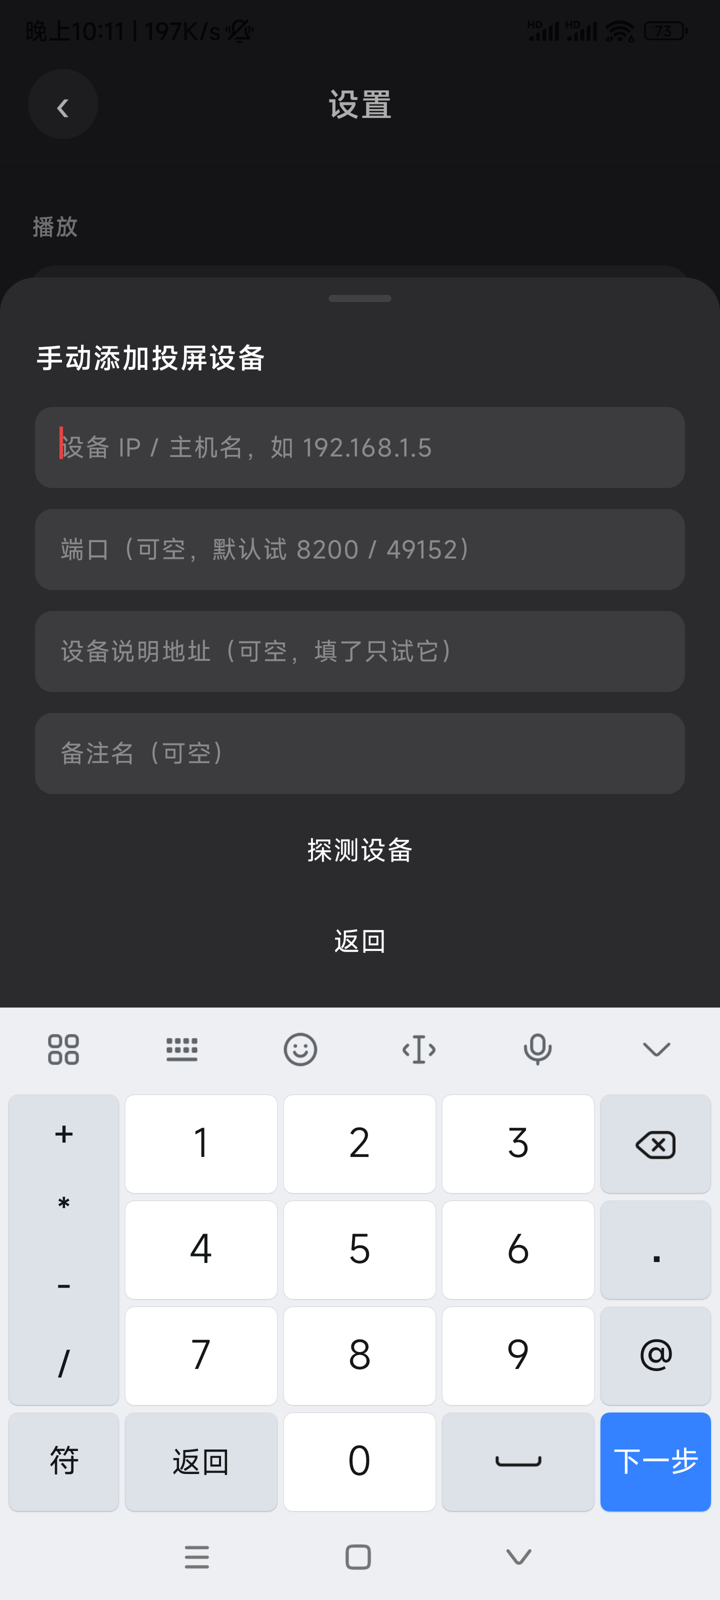 晚上10:11 | 197K/s
HD HD 6 73
设置
播放
手动添加投屏设备
设备 IP / 主机名，如 192.168.1.5
端口（可空，默认试 8200 / 49152）
设备说明地址（可空，填了只试它）
备注名（可空）
探测设备
返回
+ 1 2 3
*
4 5 6 .
-
7 8 9 @
/
符 返回 0 下一步